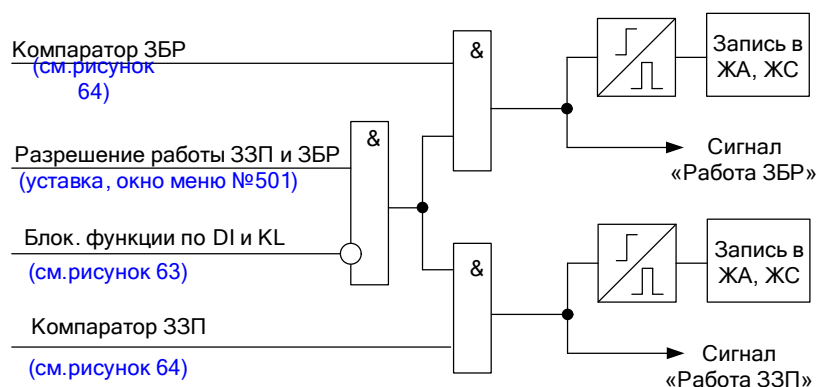 Компаратор ЗБР
(см.рисунок
64)
&
Запись в
ЖА, ЖС
Сигнал
«Работа ЗБР»
Разрешение работы ЗЗП и ЗБР
(уставка, окно меню №501)
&
Блок. функции по DI и KL
(см.рисунок 63)
&
Запись в
ЖА, ЖС
Компаратор ЗЗП
(см.рисунок 64)
Сигнал
«Работа ЗЗП»